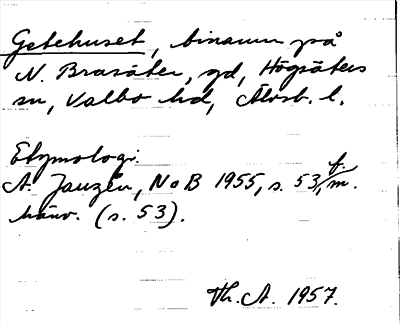 Getehuset, binamn på
N. Brasäter, gd, Högsäters
sn, Valbo hd, Älvsb. l.
Etymologi.
A. Janzén, NoB 1955, s. 53, f. m.
hänv. (s. 53).
Th. A. 1957.